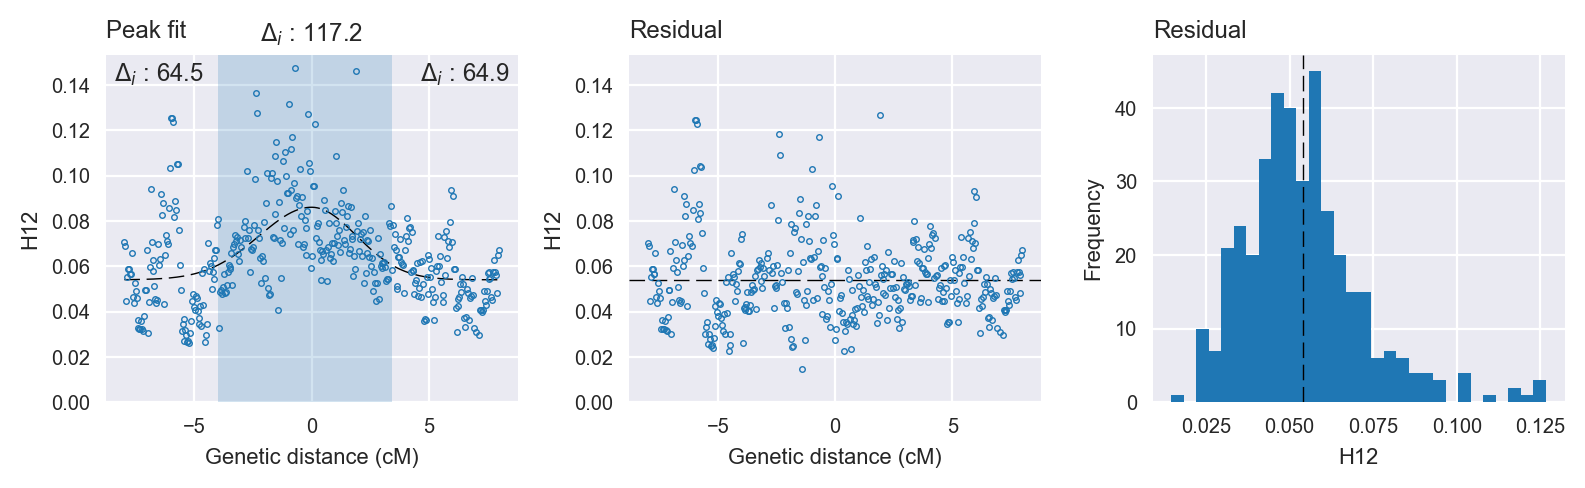 Peak fit
Δi : 117.2
Δi : 64.5
Δi : 64.9
0.14
0.12
0.10
0.08
0.06
0.04
0.02
0.00
H12
−5
0
5
Genetic distance (cM)
Residual
0.14
0.12
0.10
0.08
0.06
0.04
0.02
0.00
H12
−5
0
5
Genetic distance (cM)
Residual
40
30
20
10
0
Frequency
0.025
0.050
0.075
0.100
0.125
H12